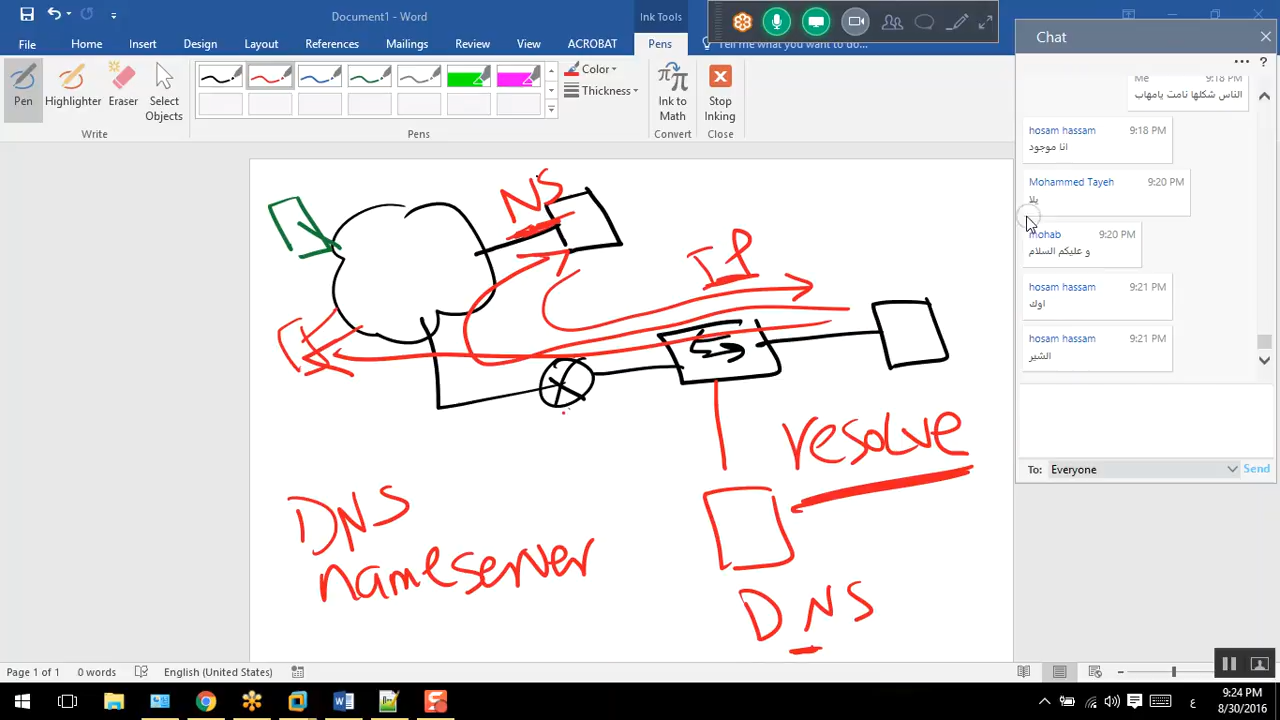 Document1 - Word
Ink Tools
File
Home
Insert
Design
Layout
References
Mailings
Review
View
ACROBAT
Pens
Tell me what you want to do...
Pen
Highlighter
Eraser
Select Objects
Color
Thickness
Ink to Math
Stop Inking
Write
Pens
Convert
Close
NS
IP
resolve
DNS
nameserver
DNS
Chat
Me 9:18 PM
الناس شكلها نامت يامهاب
hosam hassam 9:18 PM
انا موجود
Mohammed Tayeh 9:20 PM
يلا
mohab 9:20 PM
و عليكم السلام
hosam hassam 9:21 PM
اوك
hosam hassam 9:21 PM
الشير
To: Everyone Send
Page 1 of 1 0 words English (United States)
ع 9:24 PM
8/30/2016